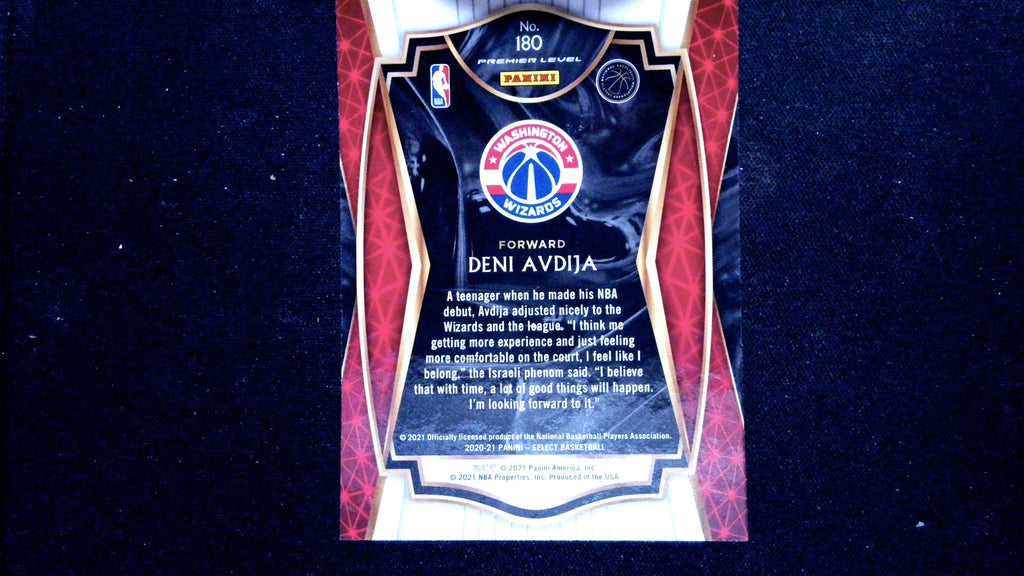 No.
180
PREMIER LEVEL
PANINI
NBA
WASHINGTON
WIZARDS
FORWARD
DENI AVDIJA
A teenager when he made his NBA
debut, Avdija adjusted nicely to the
Wizards and the league. "I think me
getting more experience and just feeling
more comfortable on the court, I feel like I
belong," the Israeli phenom said. "I believe
that with time, a lot of good things will happen.
I'm looking forward to it."
© 2021 Officially licensed product of the National Basketball Players Association.
2020-21 PANINI – SELECT BASKETBALL
© 2021 Panini America, Inc.
© 2021 NBA Properties, Inc. Produced in the USA